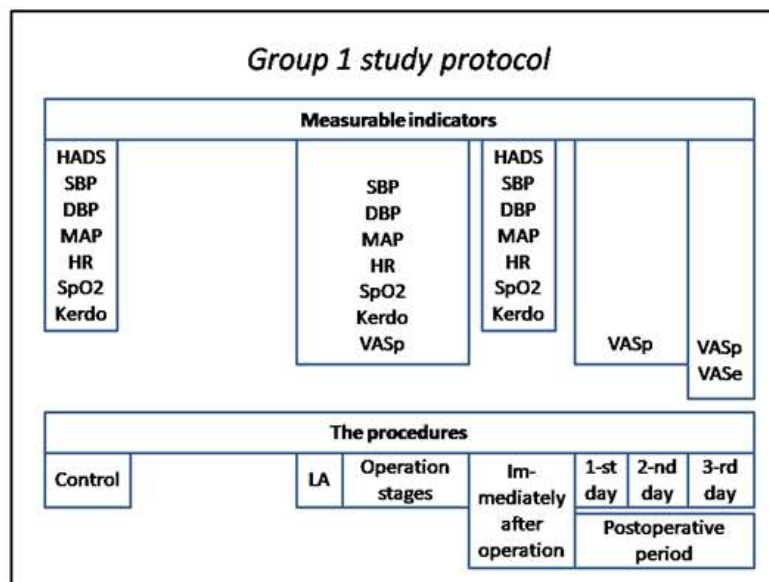 Group 1 study protocol
Measurable indicators
HADS
SBP
DBP
MAP
HR
SpO2
Kerdo
SBP
DBP
MAP
HR
SpO2
Kerdo
VASp
HADS
SBP
DBP
MAP
HR
SpO2
Kerdo
VASp
VASp
VASe
The procedures
Control
LA
Operation
stages
Im-
mediately
after
operation
1-st
day
2-nd
day
3-rd
day
Postoperative
period